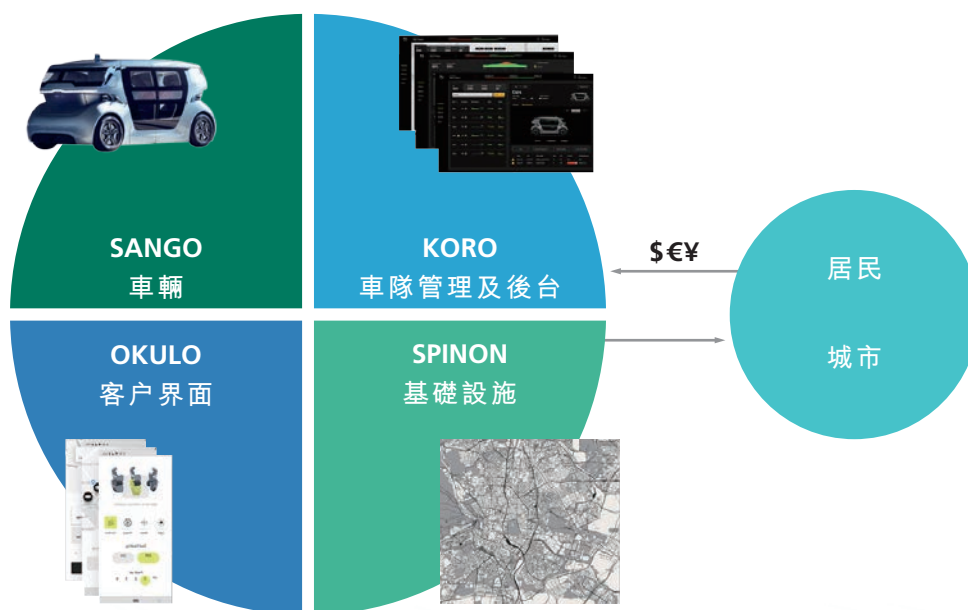 SANGO
車輛
KORO
車隊管理及後台
$€¥
居民
城市
OKULO
客户界面
SPINON
基礎設施